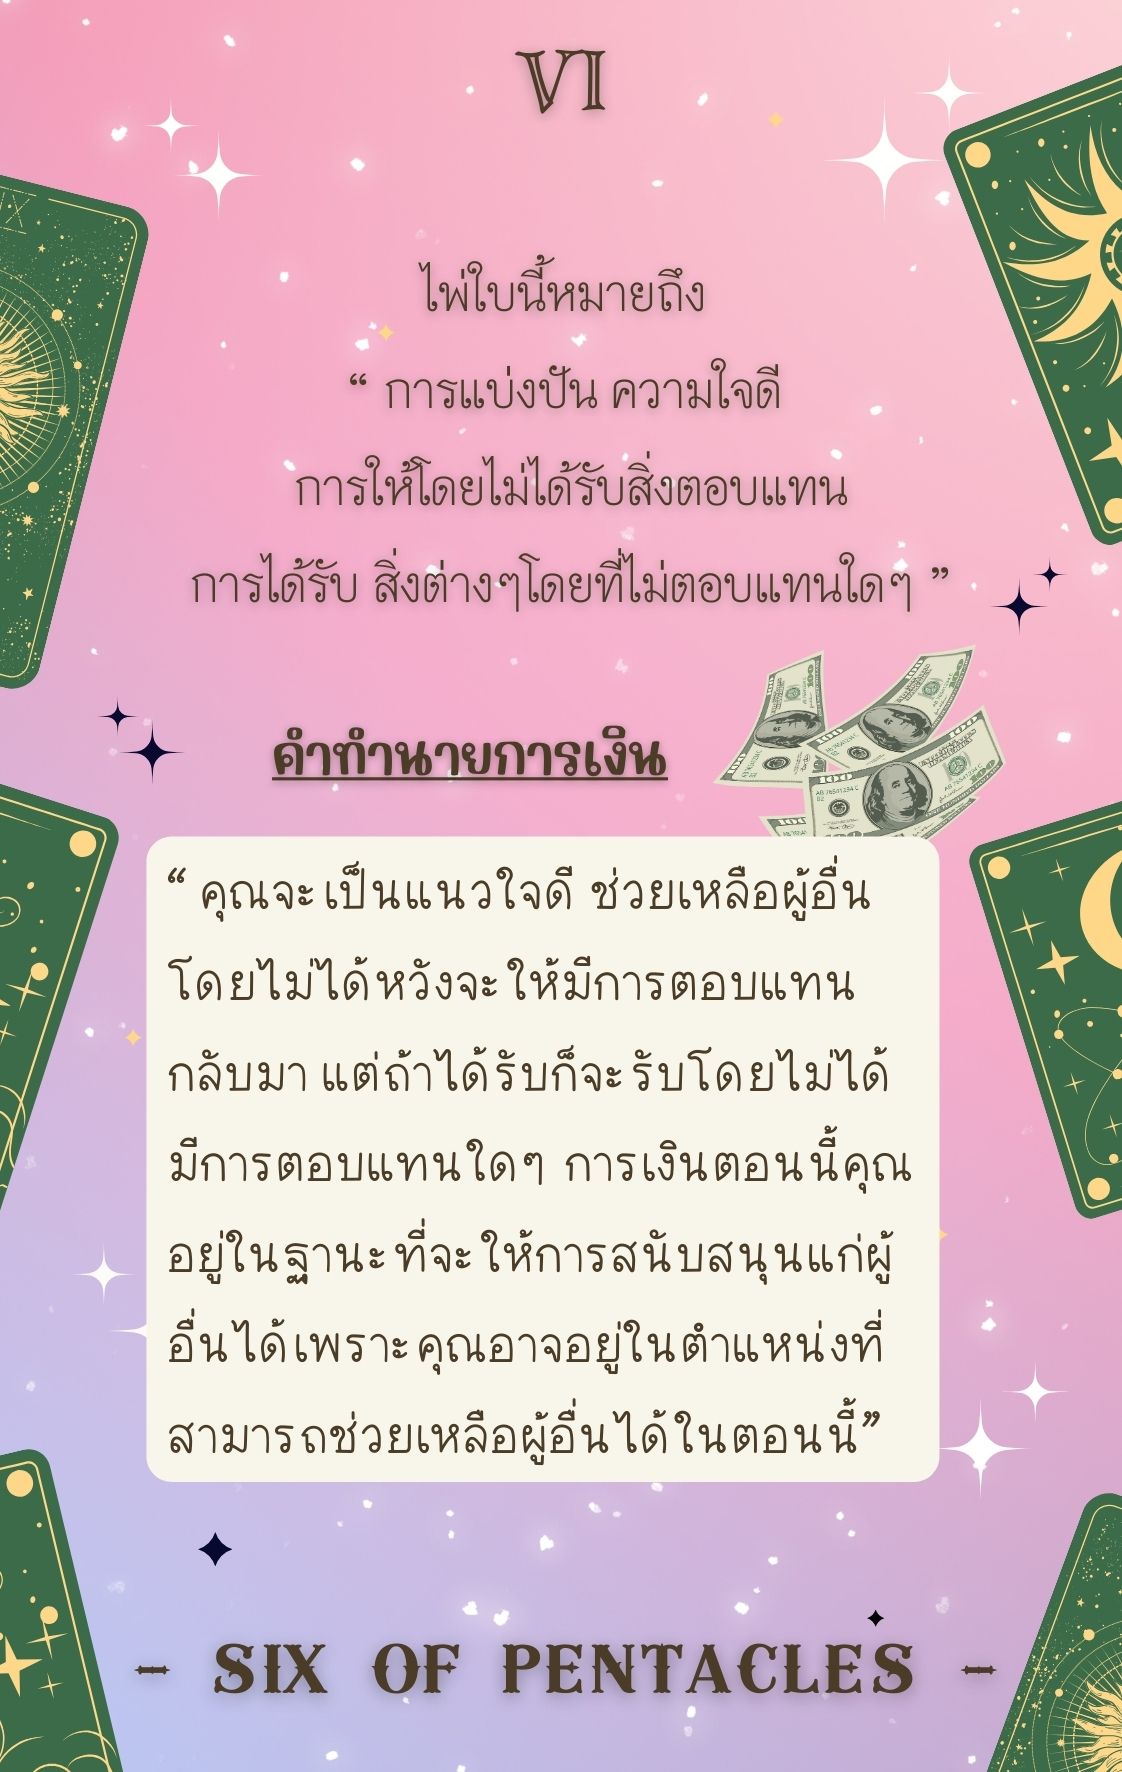 VI
ไพ่ใบนี้หมายถึง
“ การแบ่งปัน ความใจดี
การให้โดยไม่ได้รับสิ่งตอบแทน
การได้รับ สิ่งต่างๆโดยที่ไม่ตอบแทนใดๆ ”
คำทำนายการเงิน
“ คุณจะเป็นแนวใจดี ช่วยเหลือผู้อื่น
โดยไม่ได้หวังจะให้มีการตอบแทน
กลับมา แต่ถ้าได้รับก็จะรับโดยไม่ได้
มีการตอบแทนใดๆ การเงินตอนนี้คุณ
อยู่ในฐานะที่จะให้การสนับสนุนแก่ผู้
อื่นได้เพราะคุณอาจอยู่ในตำแหน่งที่
สามารถช่วยเหลือผู้อื่นได้ในตอนนี้”
- SIX OF PENTACLES -